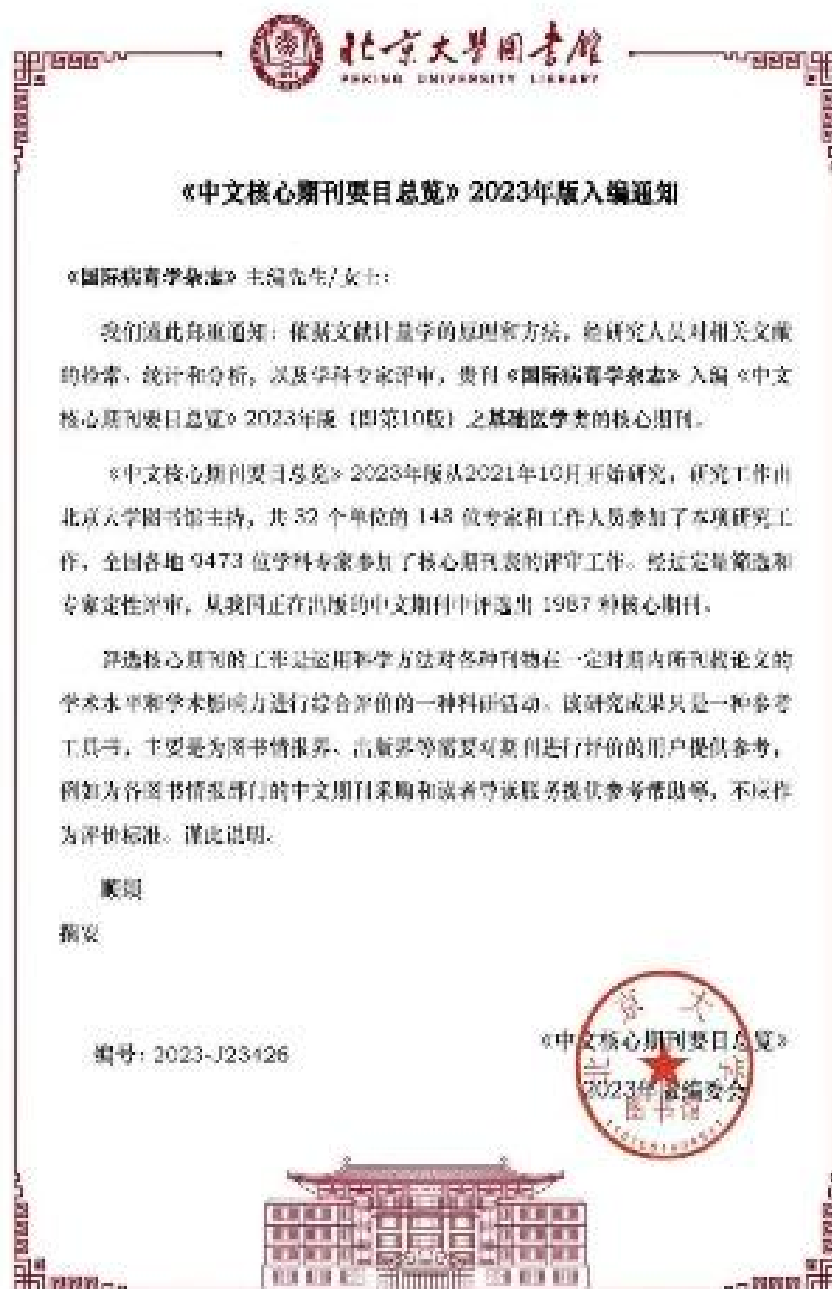 北京大学图书馆
PEKING UNIVERSITY LIBRARY
《中文核心期刊要目总览》2023年版入编通知
《国际病毒学杂志》主编先生/女士:
我们谨此郑重通知:依据文献计量学的原理和方法,经研究人员对相关文献
的检索、统计和分析,以及学科专家评审,贵刊《国际病毒学杂志》入编《中文
核心期刊要目总览》2023年版(即第10版)之基础医学类的核心期刊。
《中文核心期刊要目总览》2023年版从2021年10月开始研究,研究工作由
北京大学图书馆主持,共 32 个单位的 148 位专家和工作人员参加了本项研究工
作,全国各地 9473 位学科专家参加了核心期刊表的评审工作。经过定量筛选和
专家定性评审,从我国正在出版的中文期刊中评选出 1987 种核心期刊。
评选核心期刊的工作是运用科学方法对各种刊物在一定时期内所刊载论文的
学术水平和学术影响力进行综合评价的一种科研活动。该研究成果只是一种参考
工具书,主要是为图书情报界、出版界等需要对期刊进行评价的用户提供参考,
例如为各图书情报部门的中文期刊采购和读者导读服务提供参考帮助等,不应作
为评价标准。谨此说明。
顺颂
撰安
编号:2023-J23426
《中文核心期刊要目总览》
2023年版编委会
北京大学
图书馆